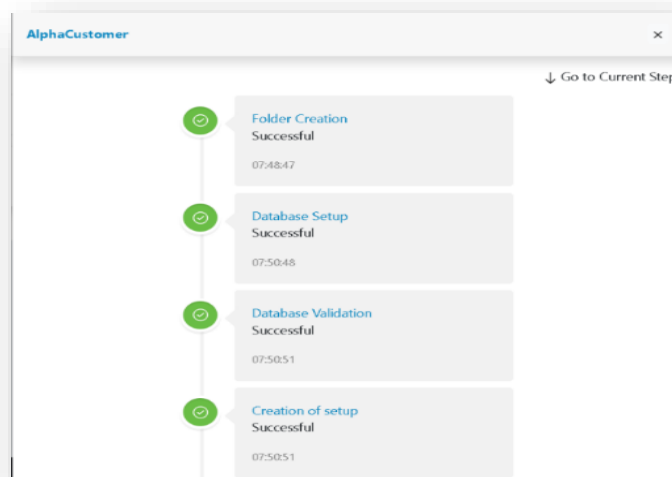 AlphaCustomer
×
↓ Go to Current Step
Folder Creation
Successful
07:48:47
Database Setup
Successful
07:50:48
Database Validation
Successful
07:50:51
Creation of setup
Successful
07:50:51